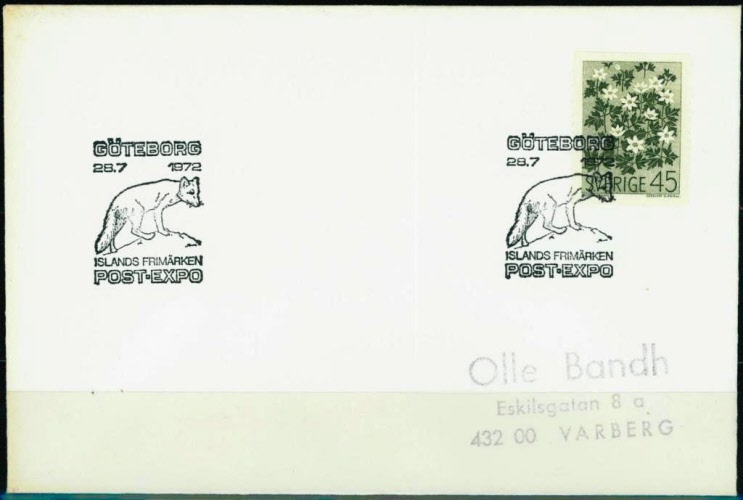 GÖTEBORG
28.7 1972
ISLANDS FRIMÄRKEN
POST-EXPO
GÖTEBORG
28.7 1972
SVERIGE 45
ISLANDS FRIMÄRKEN
POST-EXPO
Olle Bandh
Eskilsgatan 8 a
432 00 VARBERG